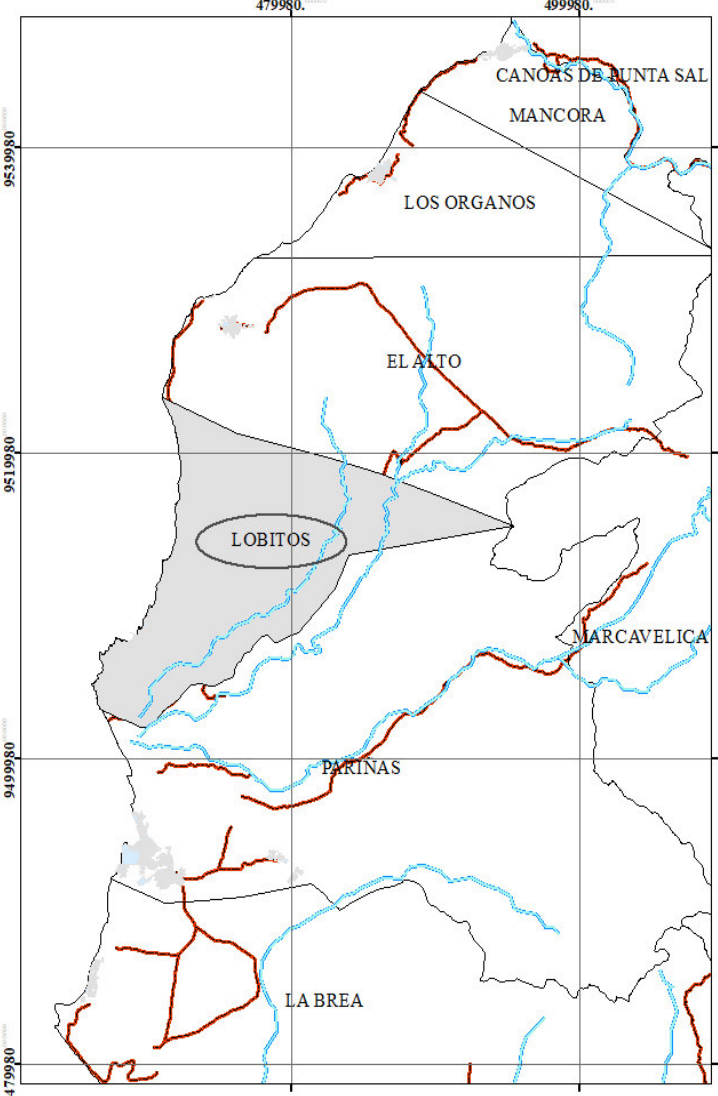 479980.
499980.
CANOAS DE PUNTA SAL
MANCORA
9539980
LOS ORGANOS
EL ALTO
9519980
LOBITOS
MARCAVELICA
9499980
PARIÑAS
LA BREA
479980